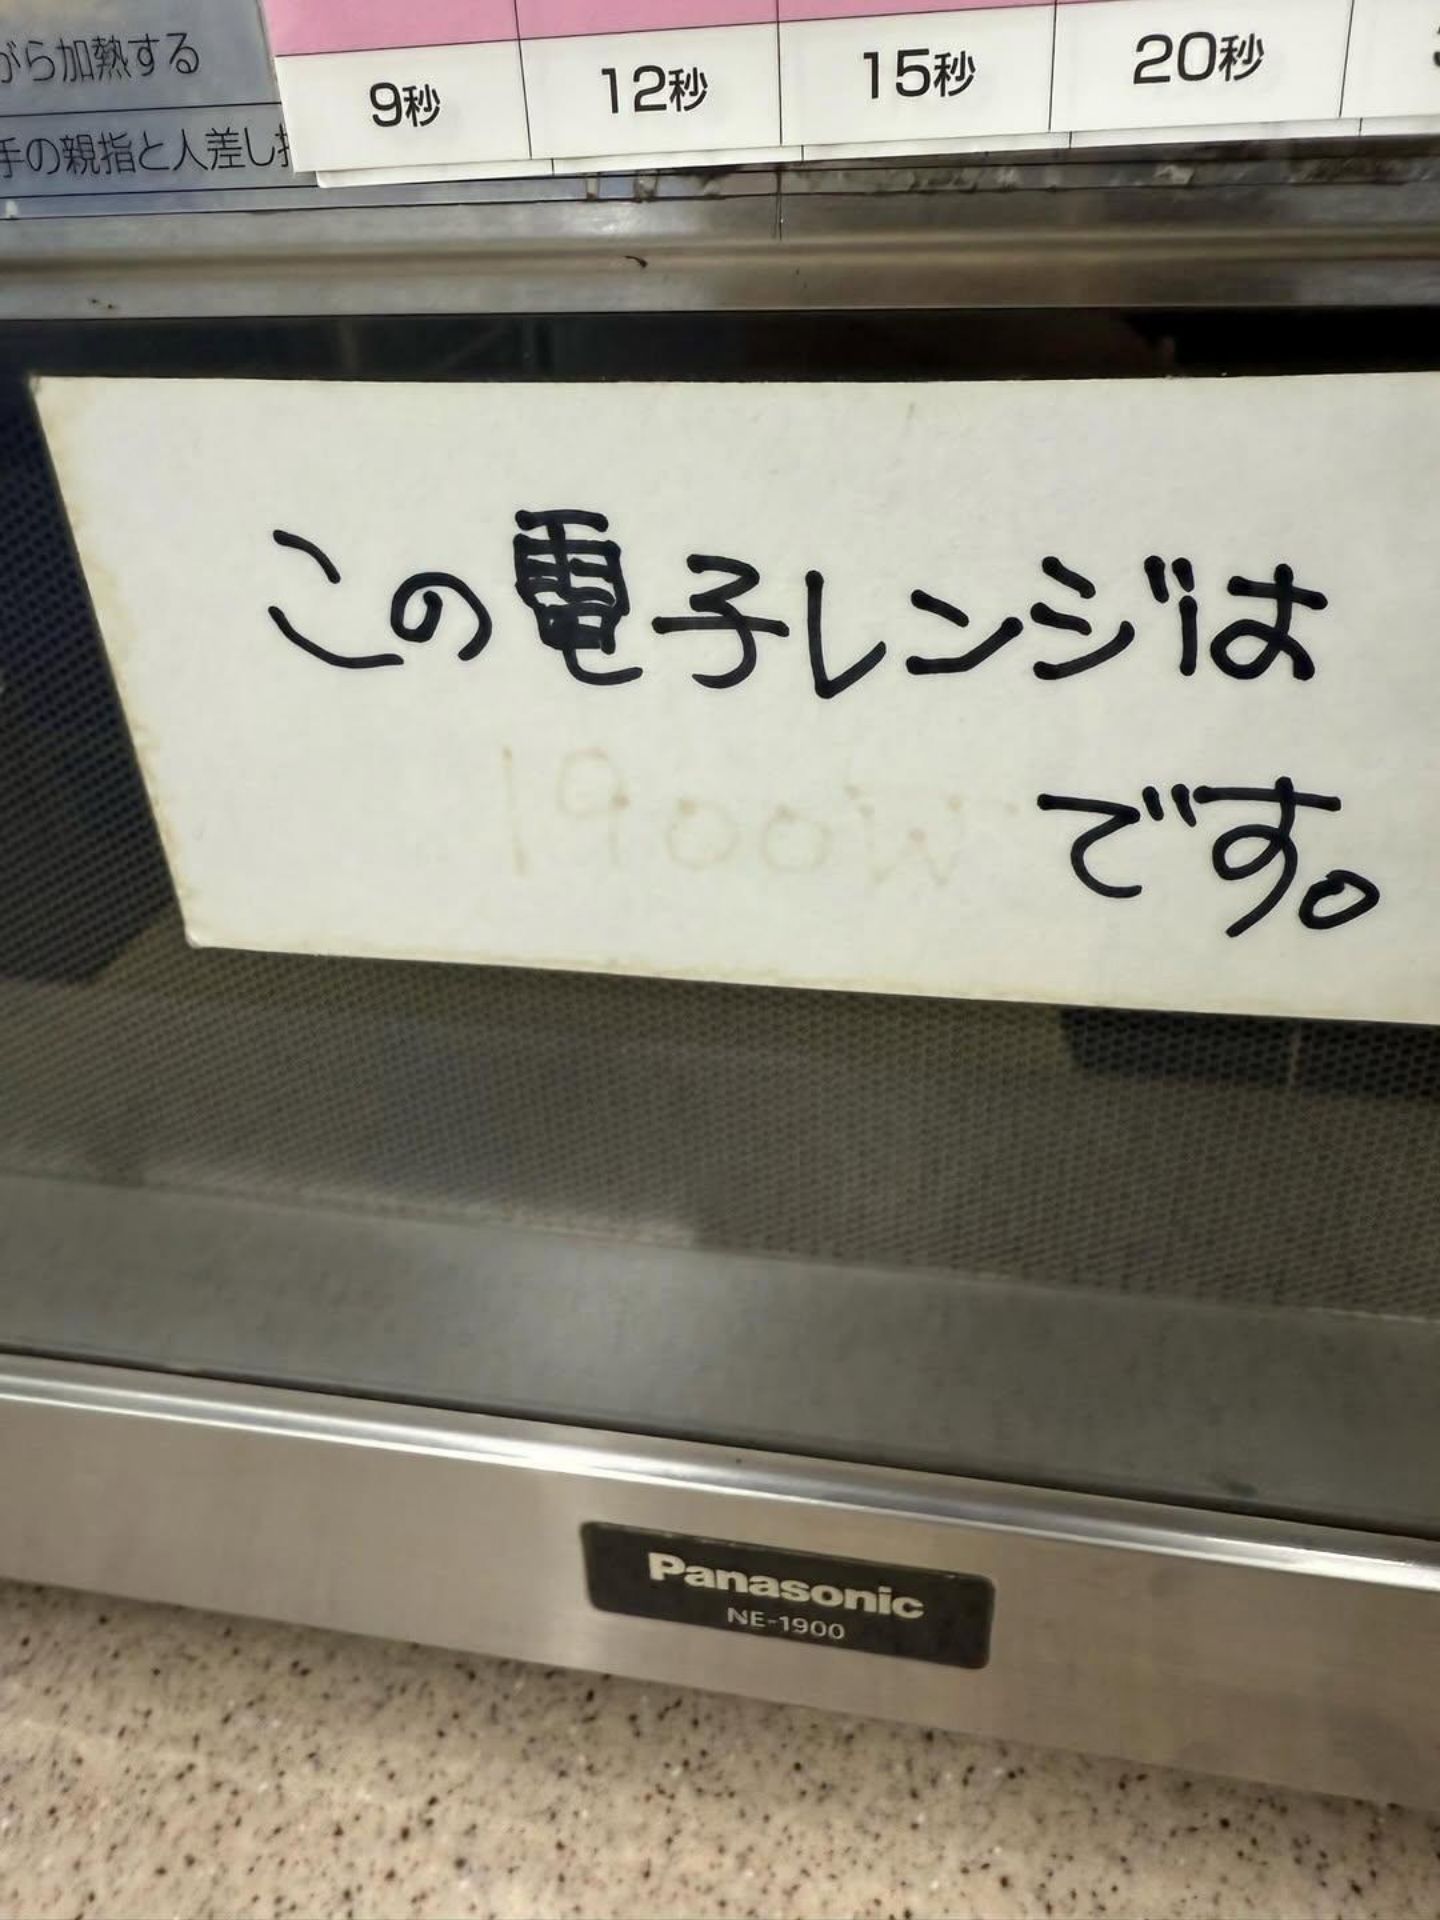 がら加熱する
9秒 12秒 15秒 20秒
手の親指と人差し
この電子レンジは
1900W です。
Panasonic
NE-1900